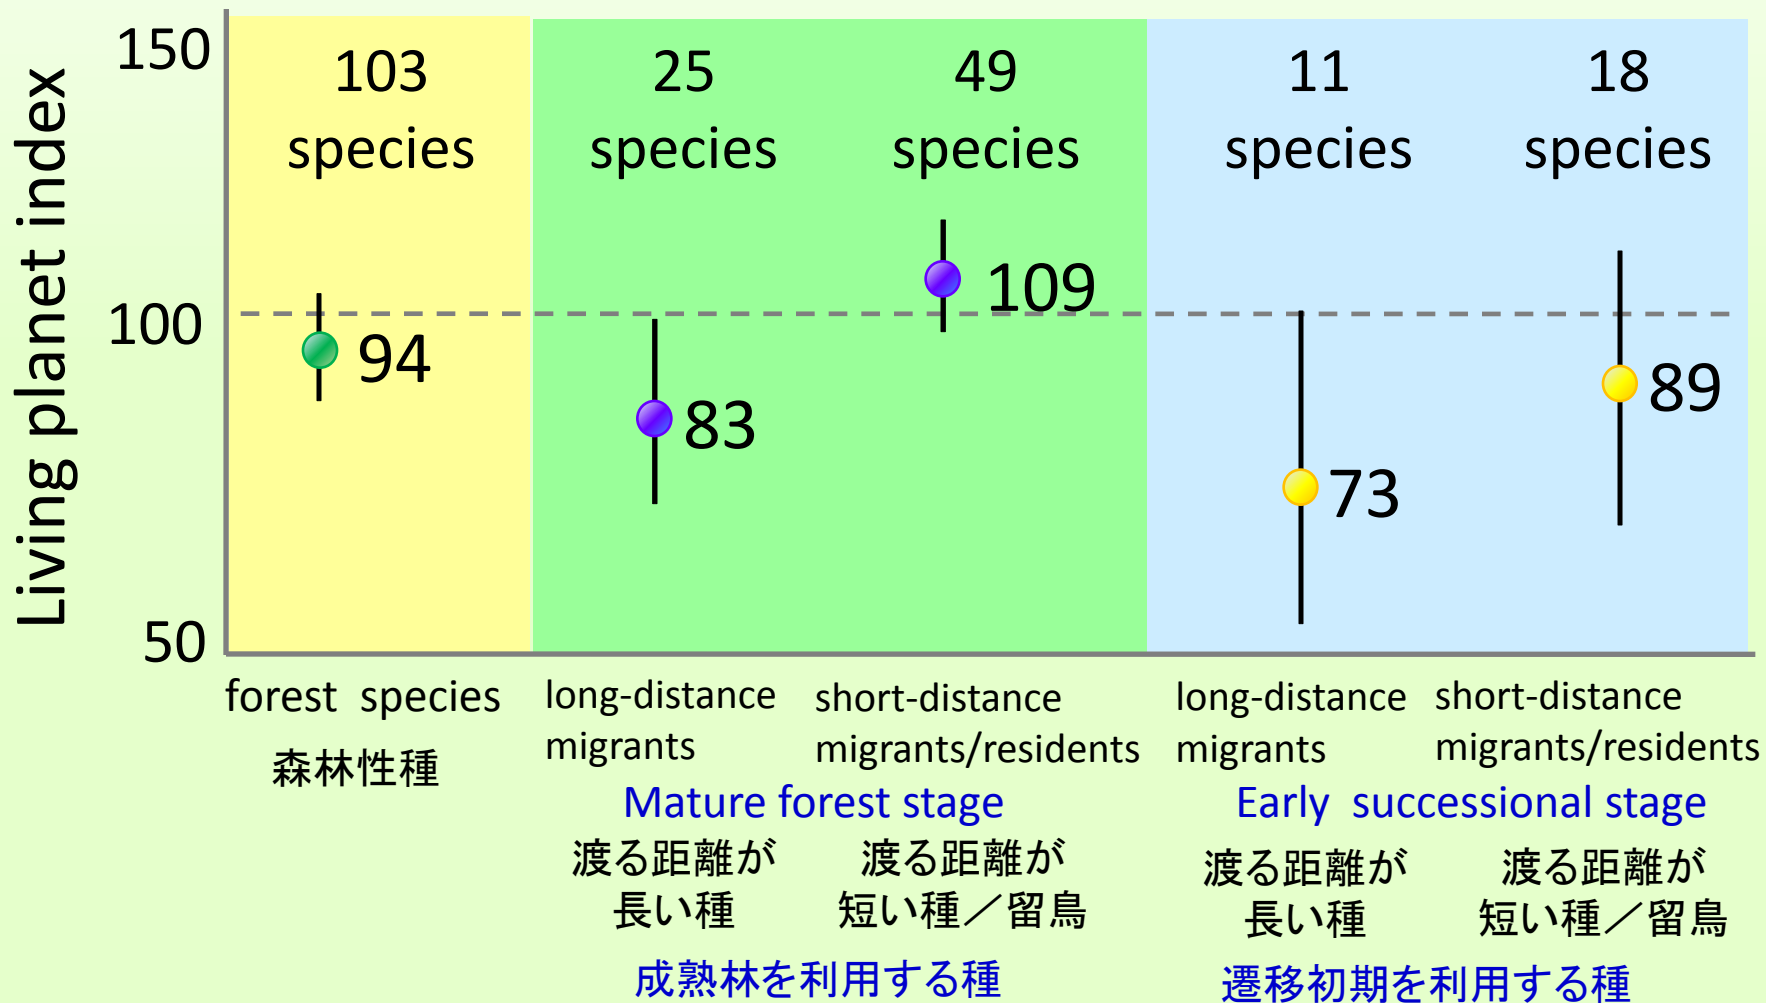 Living planet index
150
100
50
103
species
25
species
49
species
11
species
18
species
94
83
109
73
89
forest species
森林性種
long-distance
migrants
short-distance
migrants/residents
Mature forest stage
渡る距離が
長い種
渡る距離が
短い種／留鳥
成熟林を利用する種
long-distance
migrants
short-distance
migrants/residents
Early successional stage
渡る距離が
長い種
渡る距離が
短い種／留鳥
遷移初期を利用する種